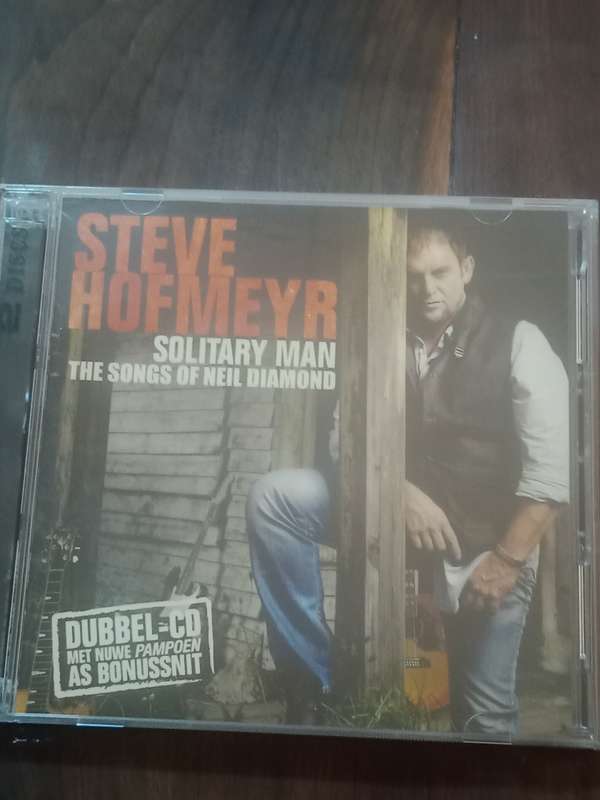 STEVE
HOFMEYR
SOLITARY MAN
THE SONGS OF NEIL DIAMOND
DUBBEL-CD
MET NUWE PAMPOEN
AS BONUSSNIT